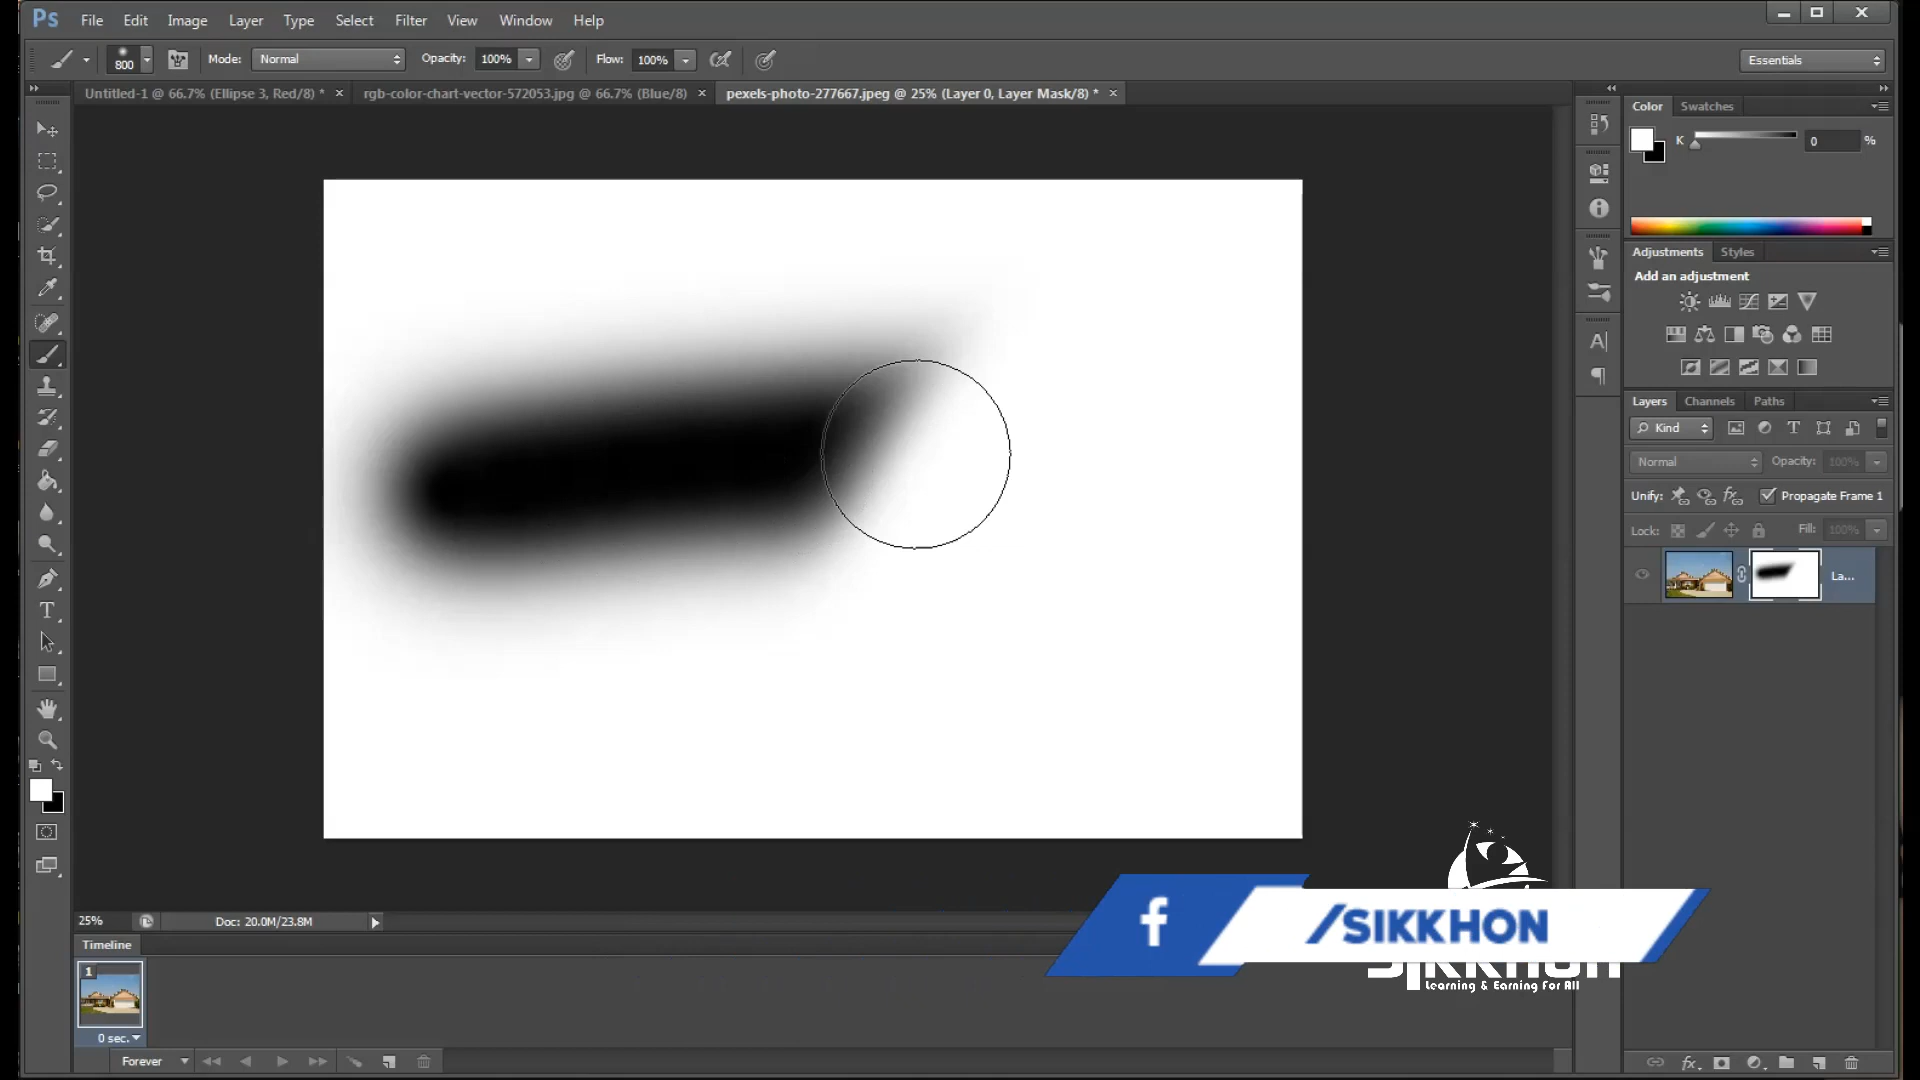 Ps File Edit Image Layer Type Select Filter View Window Help
800 Mode: Normal Opacity: 100% Flow: 100% Essentials
Untitled-1 @ 66.7% (Ellipse 3, Red/8) * × rgb-color-chart-vector-572053.jpg @ 66.7% (Blue/8) × pexels-photo-277667.jpeg @ 25% (Layer 0, Layer Mask/8) * ×
Color Swatches
K 0 %
Adjustments Styles
Add an adjustment
Layers Channels Paths
Kind
Normal Opacity: 100%
Unify: Propagate Frame 1
Lock: Fill: 100%
La...
25% Doc: 20.0M/23.8M
Timeline
1
0 sec.
Forever
f /SIKKHON
SIKKHON
Learning & Earning For All